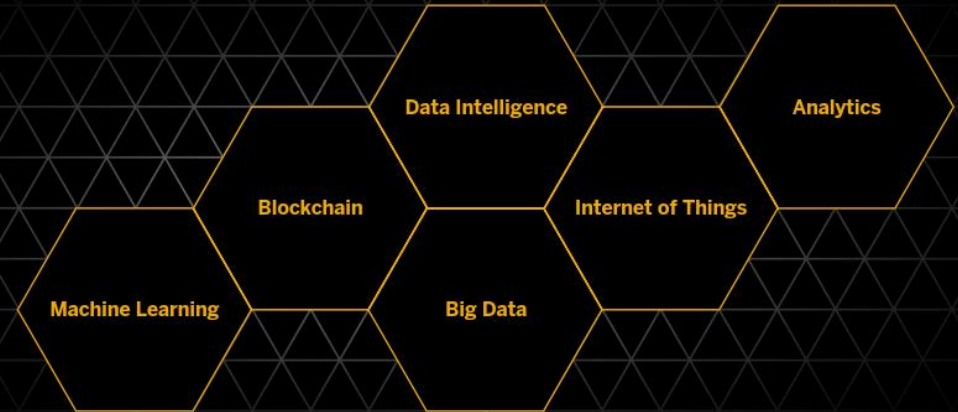 Data Intelligence
Analytics
Blockchain
Internet of Things
Machine Learning
Big Data